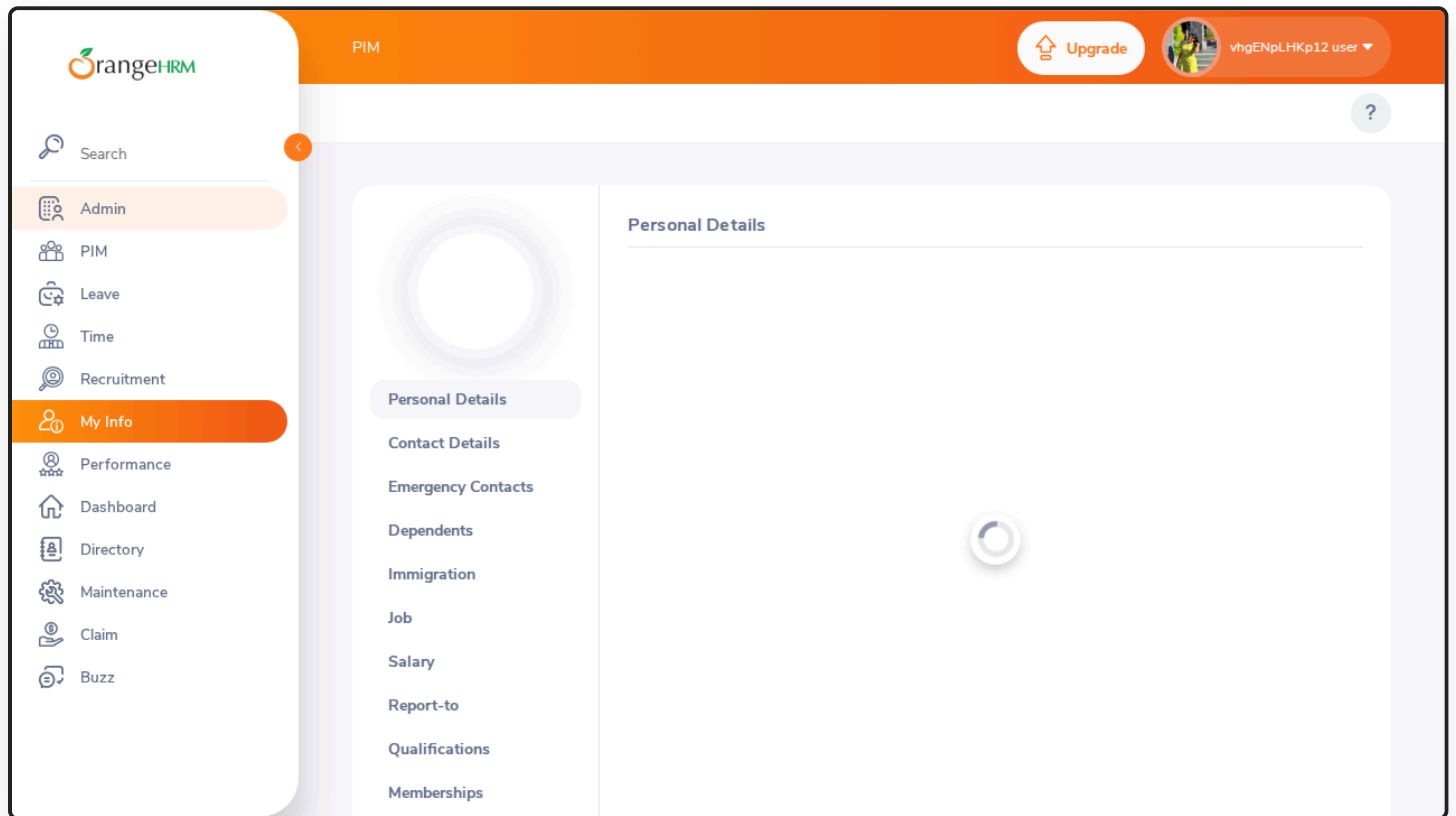 OrangeHRM
PIM
Upgrade
vhgENpLHKp12 user
?
Search
Admin
PIM
Leave
Time
Recruitment
My Info
Performance
Dashboard
Directory
Maintenance
Claim
Buzz
Personal Details
Contact Details
Emergency Contacts
Dependents
Immigration
Job
Salary
Report-to
Qualifications
Memberships
Personal Details